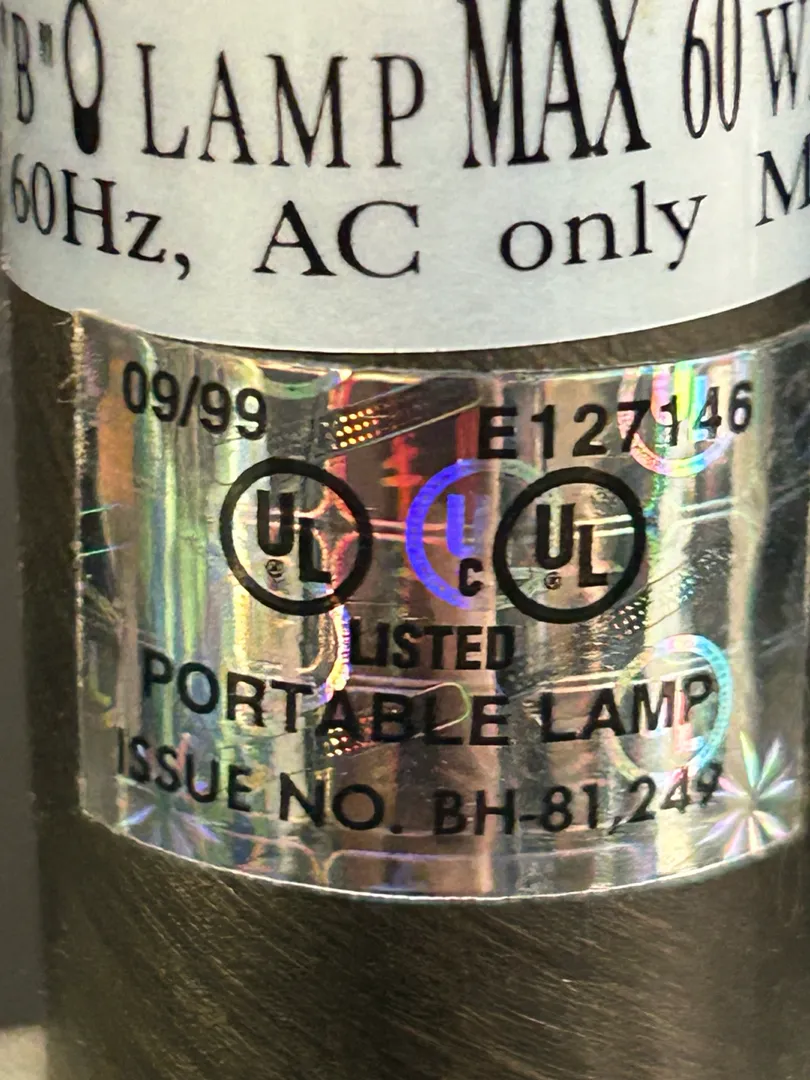 "B" LAMP MAX 60 W
60Hz, AC only M
09/99 E127146
UL ® C UL ®
LISTED
PORTABLE LAMP
ISSUE NO. BH-81,249